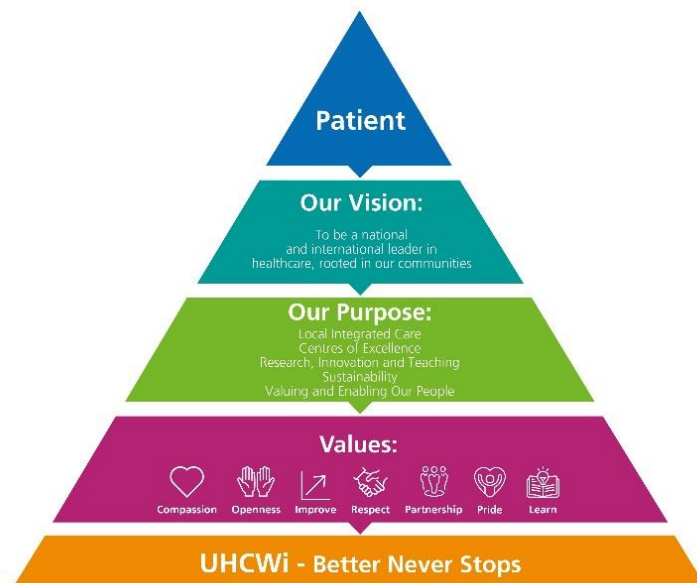 Patient
Our Vision:
To be a national
and international leader in
healthcare, rooted in our communities
Our Purpose:
Local Integrated Care
Centres of Excellence
Research, Innovation and Teaching
Sustainability
Valuing and Enabling Our People
Values:
Compassion Openness Improve Respect Partnership Pride Learn
UHCWi - Better Never Stops